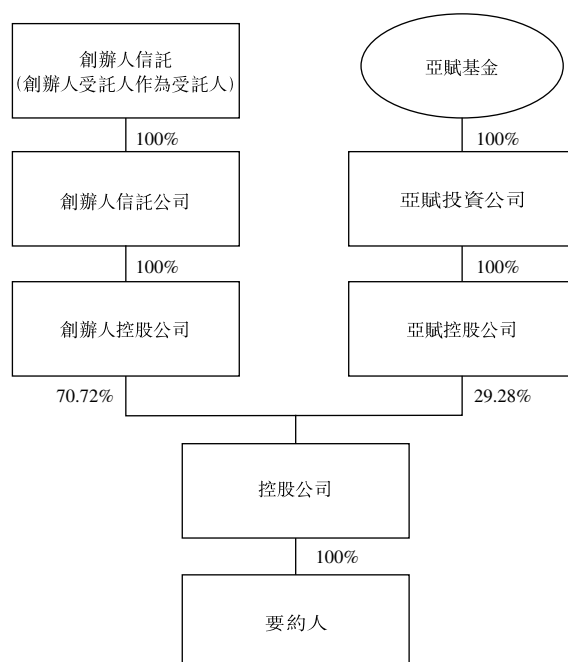 創辦人信託
(創辦人受託人作為受託人)
亞賦基金
100%
100%
創辦人信託公司
亞賦投資公司
100%
100%
創辦人控股公司
亞賦控股公司
70.72%
29.28%
控股公司
100%
要約人